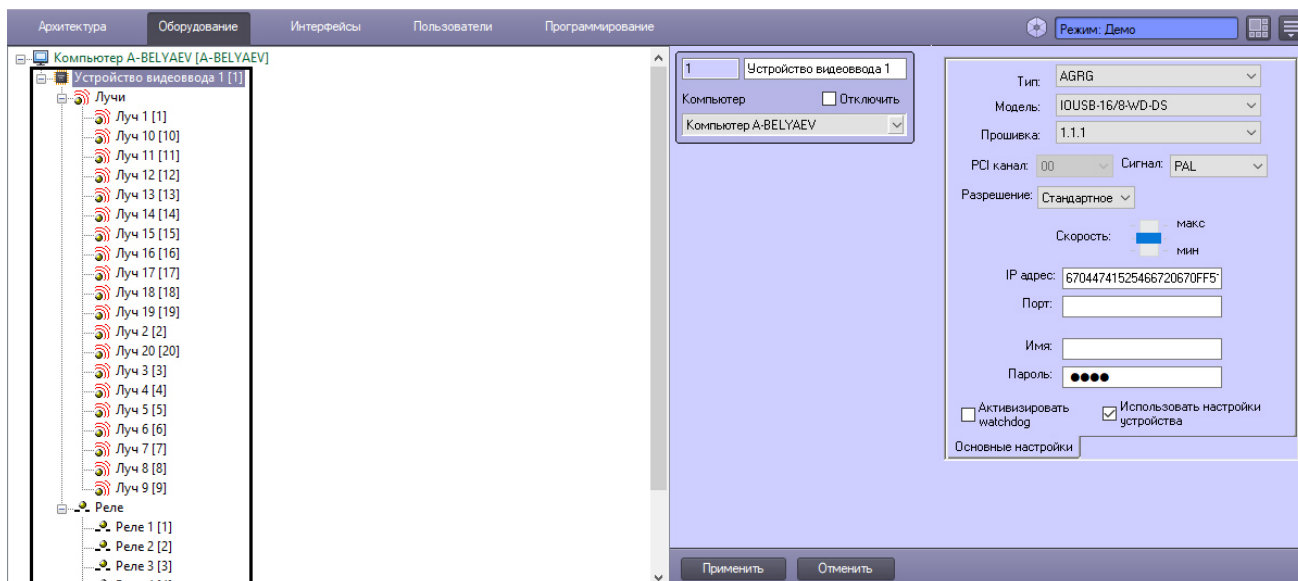 Архитектура Оборудование Интерфейсы Пользователи Программирование Режим: Демо
Компьютер A-BELYAEV [A-BELYAEV]
Устройство видеоввода 1 [1]
Лучи
Луч 1 [1]
Луч 10 [10]
Луч 11 [11]
Луч 12 [12]
Луч 13 [13]
Луч 14 [14]
Луч 15 [15]
Луч 16 [16]
Луч 17 [17]
Луч 18 [18]
Луч 19 [19]
Луч 2 [2]
Луч 20 [20]
Луч 3 [3]
Луч 4 [4]
Луч 5 [5]
Луч 6 [6]
Луч 7 [7]
Луч 8 [8]
Луч 9 [9]
Реле
Реле 1 [1]
Реле 2 [2]
Реле 3 [3]
1 Устройство видеоввода 1
Компьютер Отключить
Компьютер A-BELYAEV
Тип: AGRG
Модель: IOUSB-16/8-WD-DS
Прошивка: 1.1.1
PCI канал: 00 Сигнал: PAL
Разрешение: Стандартное
макс
Скорость:
мин
IP адрес: 67044741525466720670FF5
Порт:
Имя:
Пароль: ●●●●
Активизировать watchdog
Использовать настройки устройства
Основные настройки
Применить Отменить